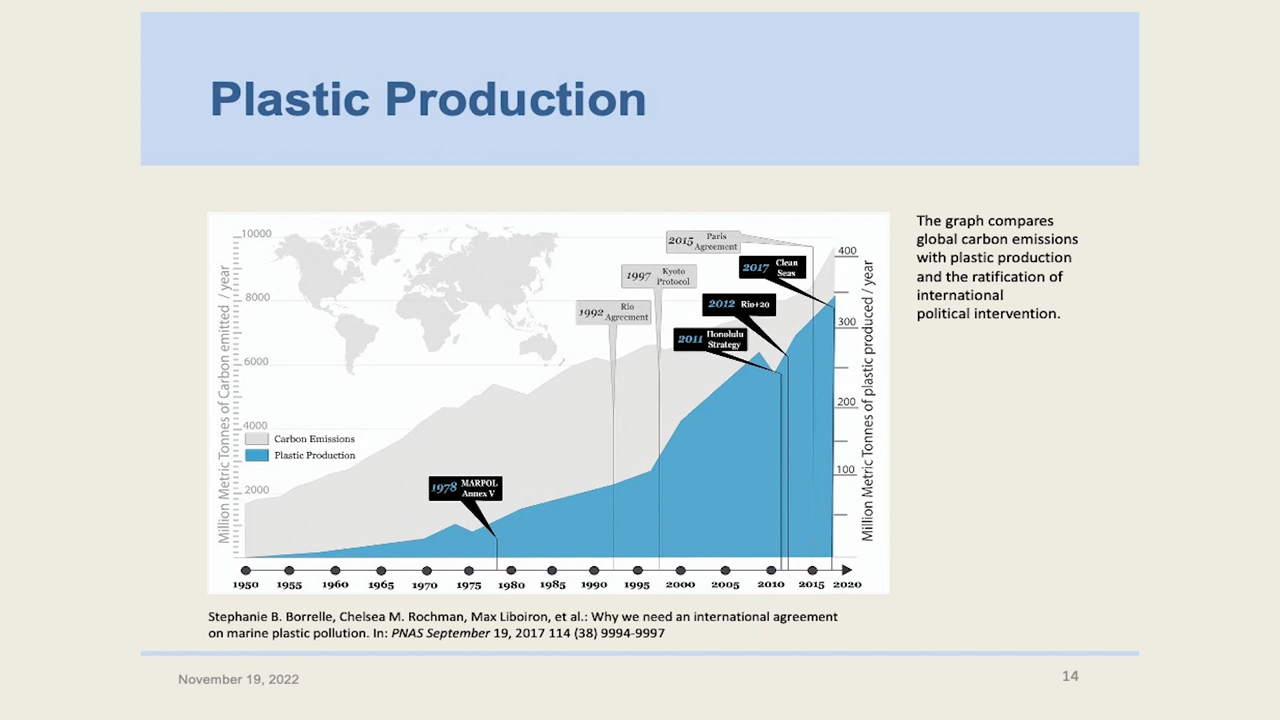 Plastic Production
The graph compares
global carbon emissions
with plastic production
and the ratification of
international
political intervention.
Million Metric Tonnes of Carbon emitted / year
10000
8000
6000
4000
2000
Carbon Emissions
Plastic Production
1978 MARPOL
Annex V
1992 Rio
Agreement
1997 Kyoto
Protocol
2015 Paris
Agreement
2011 Honolulu
Strategy
2012 Rio+20
2017 Clean
Seas
400
300
200
100
Million Metric Tonnes of plastic produced / year
1950 1955 1960 1965 1970 1975 1980 1985 1990 1995 2000 2005 2010 2015 2020
Stephanie B. Borrelle, Chelsea M. Rochman, Max Liboiron, et al.: Why we need an international agreement
on marine plastic pollution. In: PNAS September 19, 2017 114 (38) 9994-9997
November 19, 2022
14